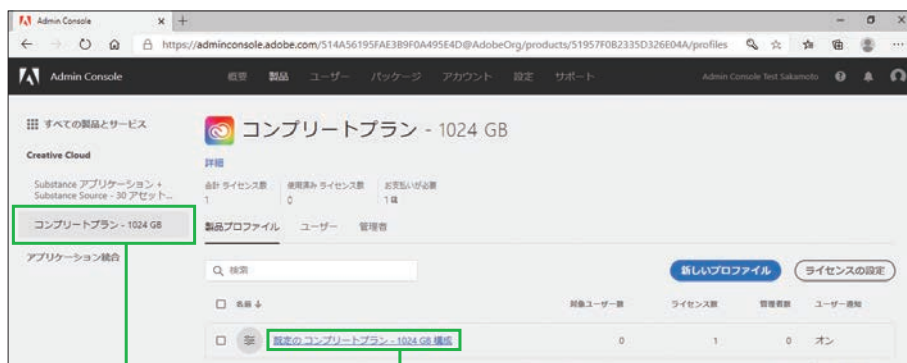 Admin Console
https://adminconsole.adobe.com/514A56195FAE3B9F0A495E4D@AdobeOrg/products/51957F0B2335D326E04A/profiles
Admin Console 概要 製品 ユーザー パッケージ アカウント 設定 サポート Admin Console Test Sakamoto
すべての製品とサービス
Creative Cloud
Substance アプリケーション +
Substance Source - 30 アセット...
コンプリートプラン - 1024 GB
アプリケーション統合
コンプリートプラン - 1024 GB
詳細
合計 ライセンス数 使用済み ライセンス数 お支払いが必要
1 0 1 個
製品プロファイル ユーザー 管理者
検索 新しいプロファイル ライセンスの設定
名前 対象ユーザー数 ライセンス数 管理者数 ユーザー通知
既定の コンプリートプラン - 1024 GB 構成 0 1 0 オン